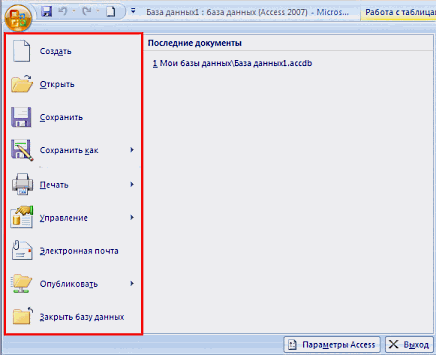 База данных1 : база данных (Access 2007) - Micros...
Работа с таблица
Создать
Открыть
Сохранить
Сохранить как
Печать
Управление
Электронная почта
Опубликовать
Закрыть базу данных
Последние документы
1 Мои базы данных\База данных1.accdb
Параметры Access
Выход